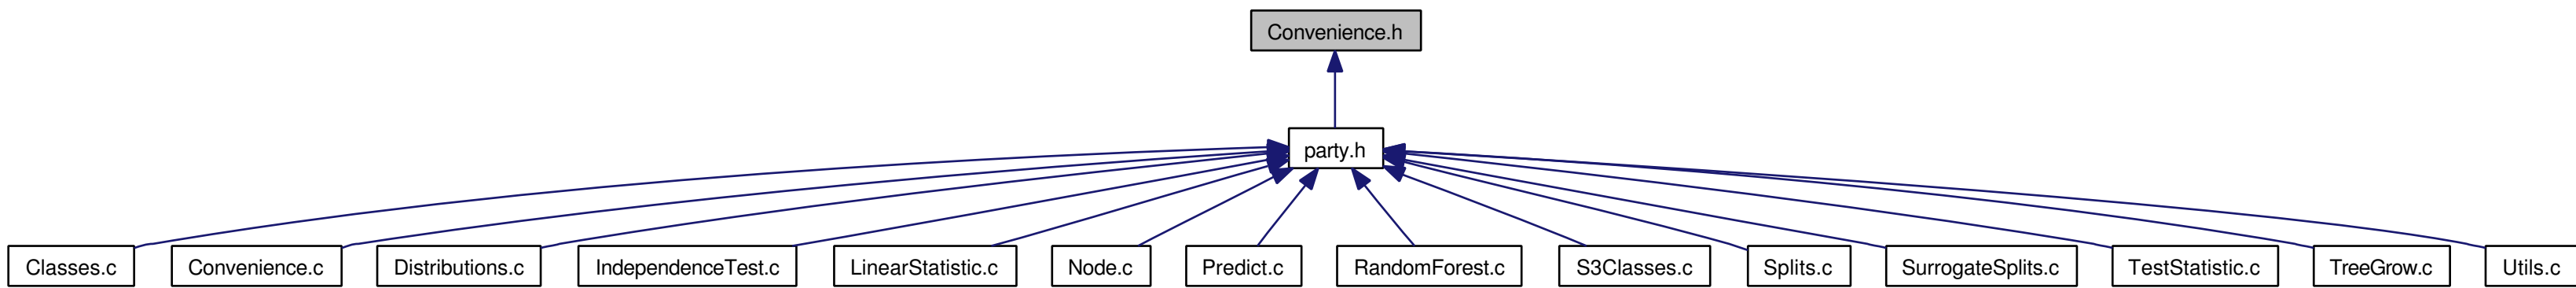 Convenience.h
party.h
Classes.c
Convenience.c
Distributions.c
IndependenceTest.c
LinearStatistic.c
Node.c
Predict.c
RandomForest.c
S3Classes.c
Splits.c
SurrogateSplits.c
TestStatistic.c
TreeGrow.c
Utils.c